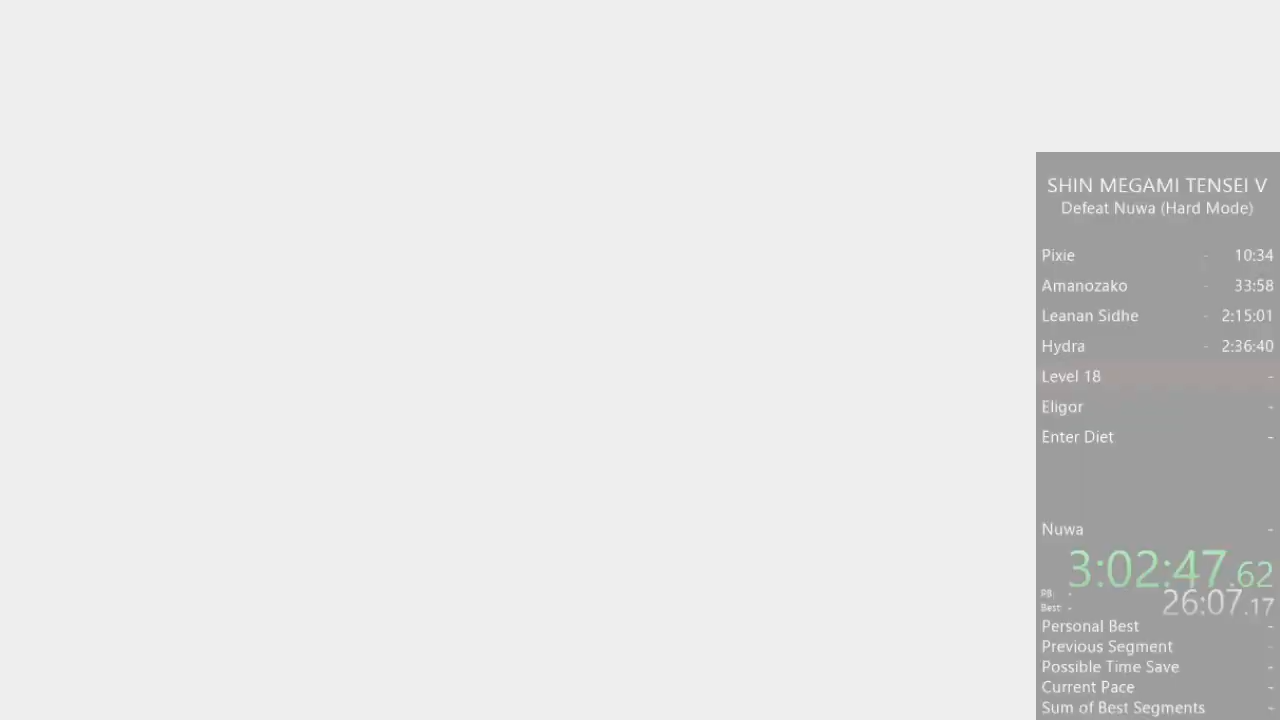 SHIN MEGAMI TENSEI V
Defeat Nuwa (Hard Mode)
Pixie - 10:34
Amanozako - 33:58
Leanan Sidhe - 2:15:01
Hydra - 2:36:40
Level 18 -
Eligor -
Enter Diet -
Nuwa -
3:02:47.62
PB: -
Best: -
26:07.17
Personal Best -
Previous Segment -
Possible Time Save -
Current Pace -
Sum of Best Segments -